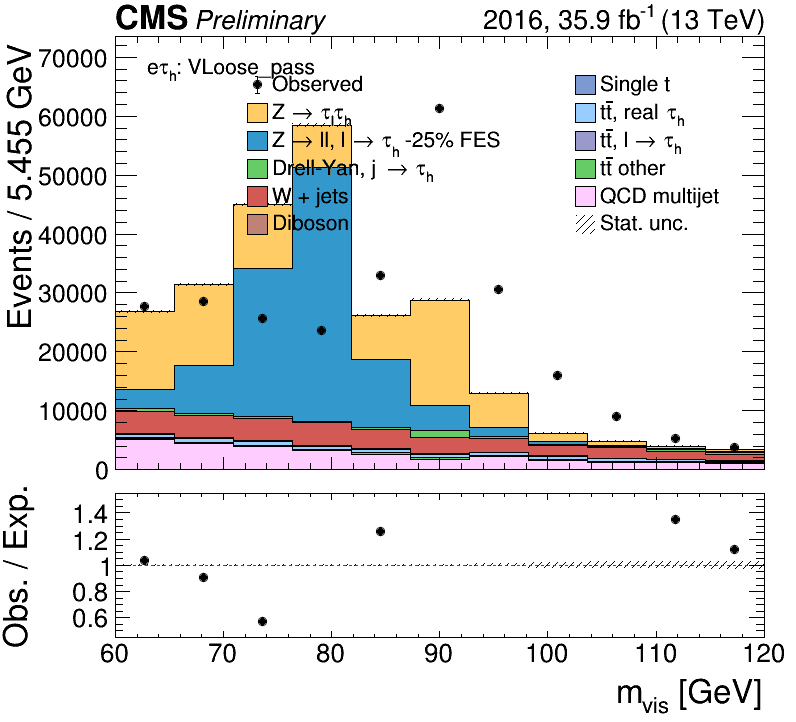 CMS Preliminary 2016, 35.9 fb⁻¹ (13 TeV)
Events / 5.455 GeV
70000
60000
50000
40000
30000
20000
10000
0
eτₕ: VLoose_pass
Observed
Z → τₗτₕ
Z → ll, l → τₕ -25% FES
Drell-Yan, j → τₕ
W + jets
Diboson
Single t
tt̄, real τₕ
tt̄, l → τₕ
tt̄ other
QCD multijet
Stat. unc.
Obs. / Exp.
1.4
1.2
1
0.8
0.6
60 70 80 90 100 110 120
m_vis [GeV]